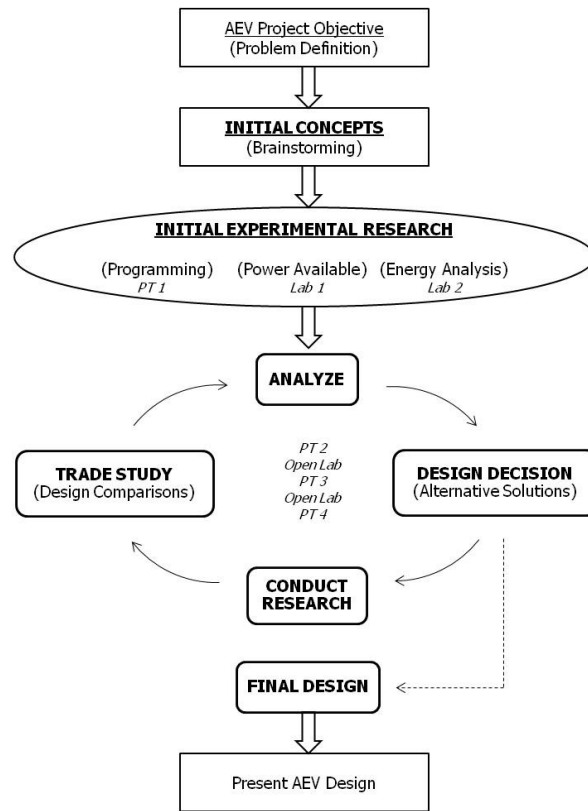 AEV Project Objective
(Problem Definition)
INITIAL CONCEPTS
(Brainstorming)
INITIAL EXPERIMENTAL RESEARCH
(Programming) (Power Available) (Energy Analysis)
PT 1 Lab 1 Lab 2
ANALYZE
TRADE STUDY
(Design Comparisons)
PT 2
Open Lab
PT 3
Open Lab
PT 4
DESIGN DECISION
(Alternative Solutions)
CONDUCT
RESEARCH
FINAL DESIGN
Present AEV Design